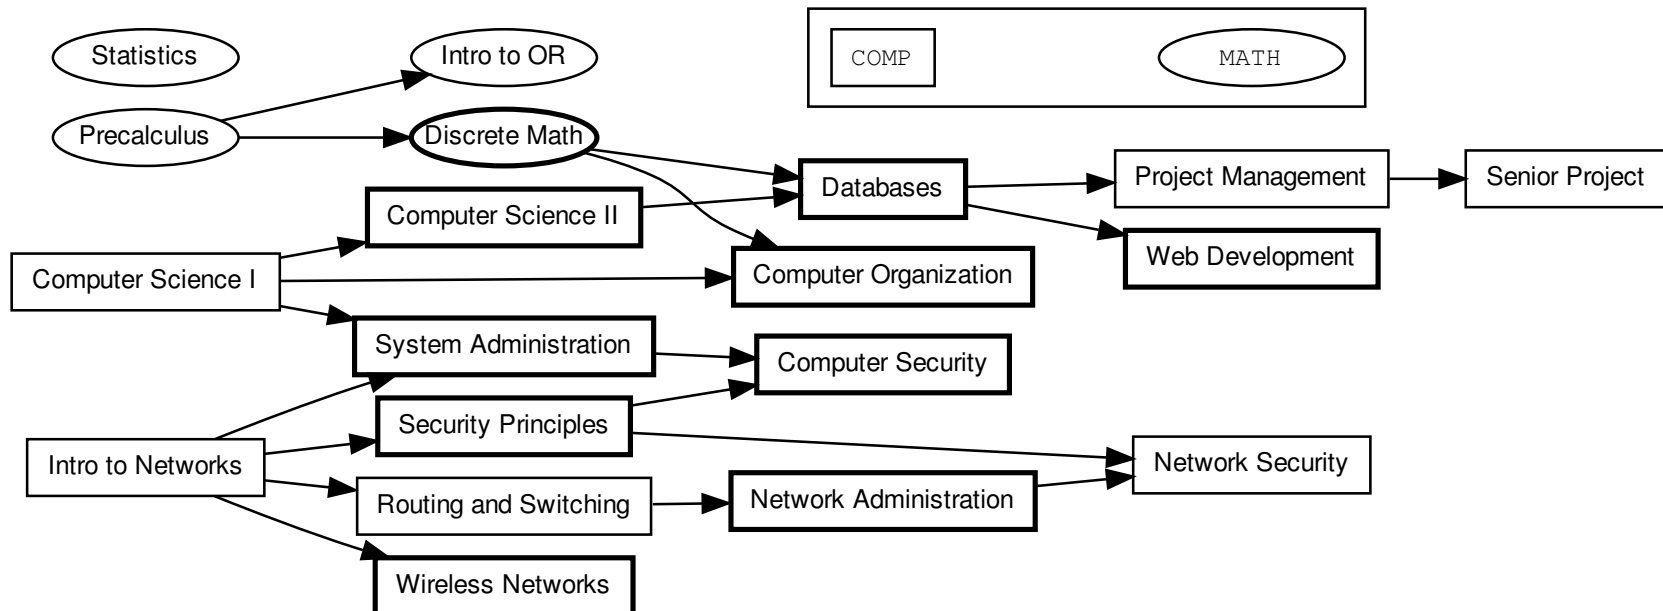 Statistics
Intro to OR
COMP
MATH
Precalculus
Discrete Math
Databases
Project Management
Senior Project
Computer Science II
Web Development
Computer Science I
Computer Organization
System Administration
Computer Security
Security Principles
Intro to Networks
Network Security
Routing and Switching
Network Administration
Wireless Networks